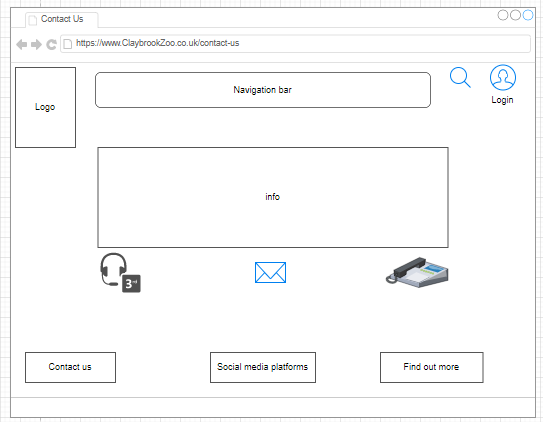 Contact Us
https://www.ClaybrookZoo.co.uk/contact-us
Logo
Navigation bar
Login
info
3rd
Contact us
Social media platforms
Find out more